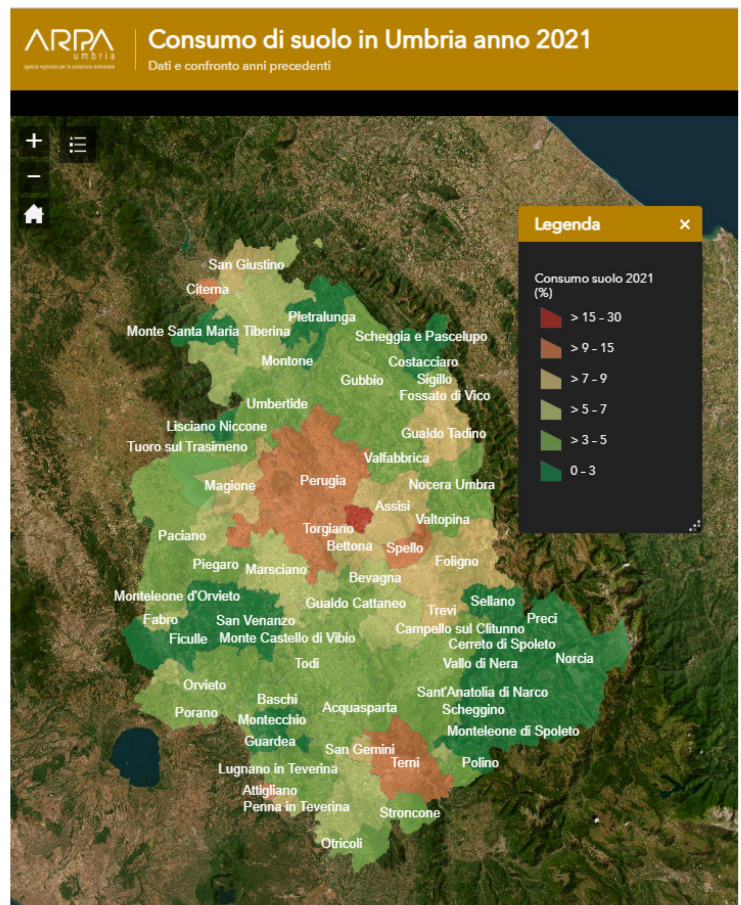 ARPA
umbria
agenzia regionale per la protezione ambientale
Consumo di suolo in Umbria anno 2021
Dati e confronto anni precedenti
+
−
Legenda
×
Consumo suolo 2021
(%)
> 15 - 30
> 9 - 15
> 7 - 9
> 5 - 7
> 3 - 5
0 - 3
San Giustino
Citerna
Pietralunga
Monte Santa Maria Tiberina
Scheggia e Pascelupo
Montone
Costacciaro
Gubbio
Sigillo
Fossato di Vico
Umbertide
Lisciano Niccone
Gualdo Tadino
Tuoro sul Trasimeno
Valfabbrica
Perugia
Magione
Nocera Umbra
Assisi
Valtopina
Torgiano
Paciano
Bettona
Spello
Foligno
Piegaro
Marsciano
Bevagna
Monteleone d'Orvieto
Gualdo Cattaneo
Sellano
Trevi
Fabro
San Venanzo
Preci
Campello sul Clitunno
Ficulle
Monte Castello di Vibio
Cerreto di Spoleto
Norcia
Todi
Vallo di Nera
Orvieto
Sant'Anatolia di Narco
Baschi
Acquasparta
Scheggino
Porano
Montecchio
Monteleone di Spoleto
Guardea
San Gemini
Terni
Polino
Lugnano in Teverina
Attigliano
Penna in Teverina
Stroncone
Otricoli